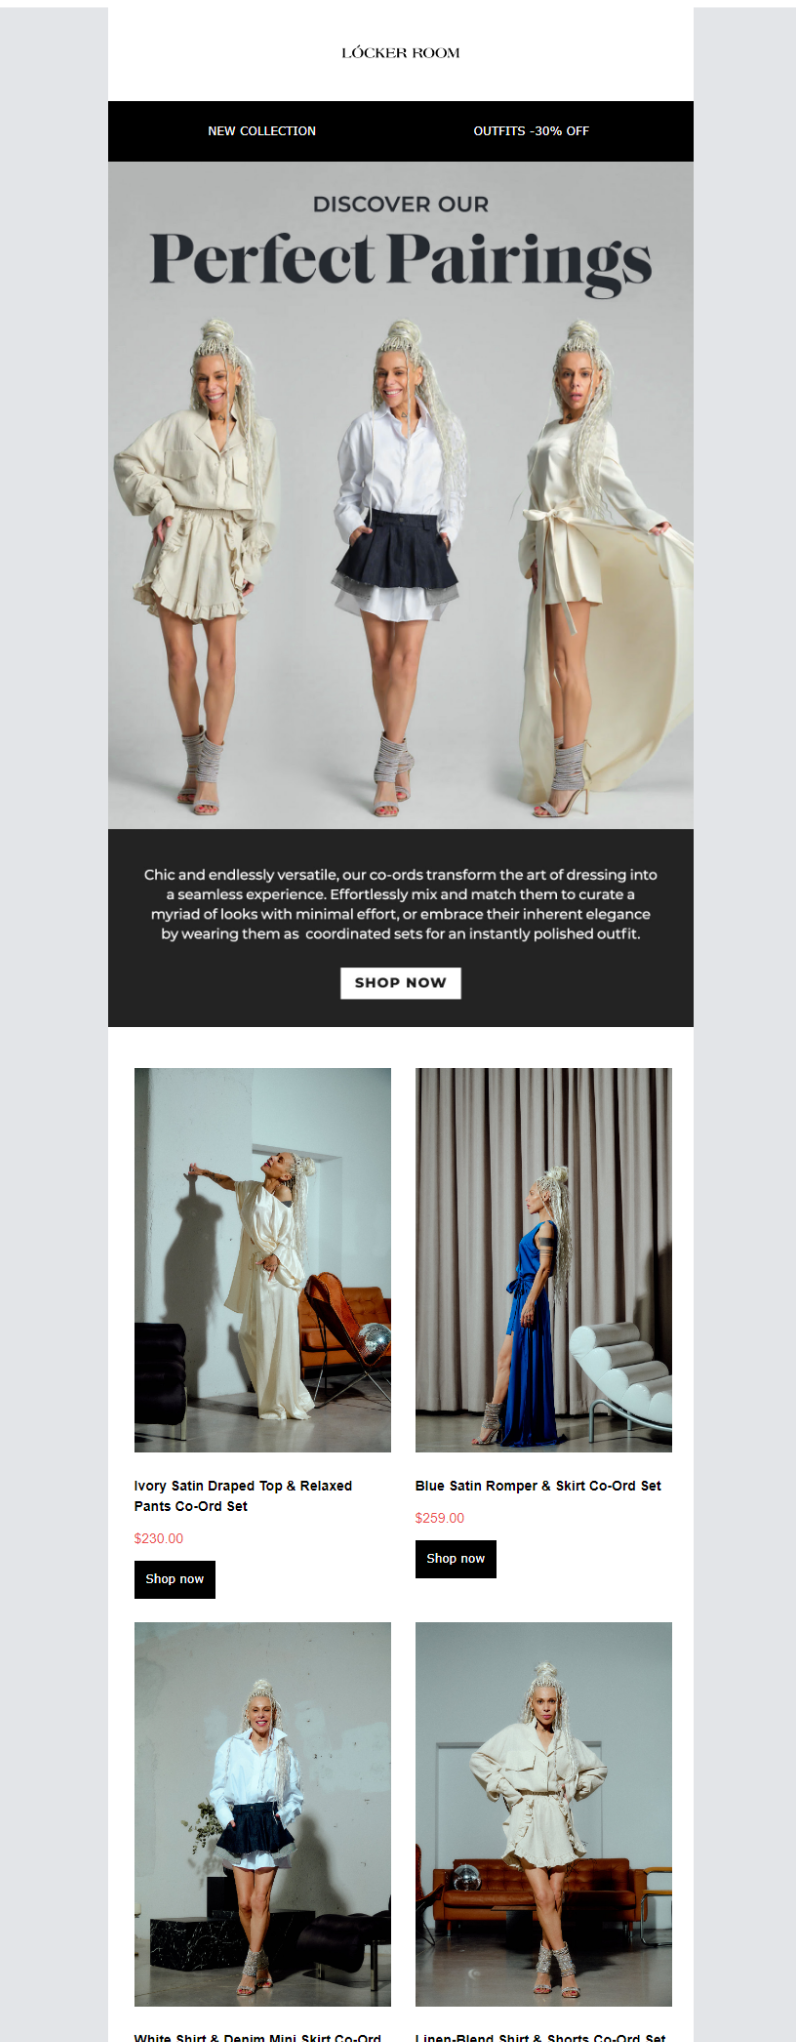 LÓCKER ROOM
NEW COLLECTION
OUTFITS -30% OFF
DISCOVER OUR
Perfect Pairings
Chic and endlessly versatile, our co-ords transform the art of dressing into
a seamless experience. Effortlessly mix and match them to curate a
myriad of looks with minimal effort, or embrace their inherent elegance
by wearing them as coordinated sets for an instantly polished outfit.
SHOP NOW
Ivory Satin Draped Top & Relaxed
Pants Co-Ord Set
$230.00
Shop now
Blue Satin Romper & Skirt Co-Ord Set
$259.00
Shop now
White Shirt & Denim Mini Skirt Co-Ord
Linen-Blend Shirt & Shorts Co-Ord Set